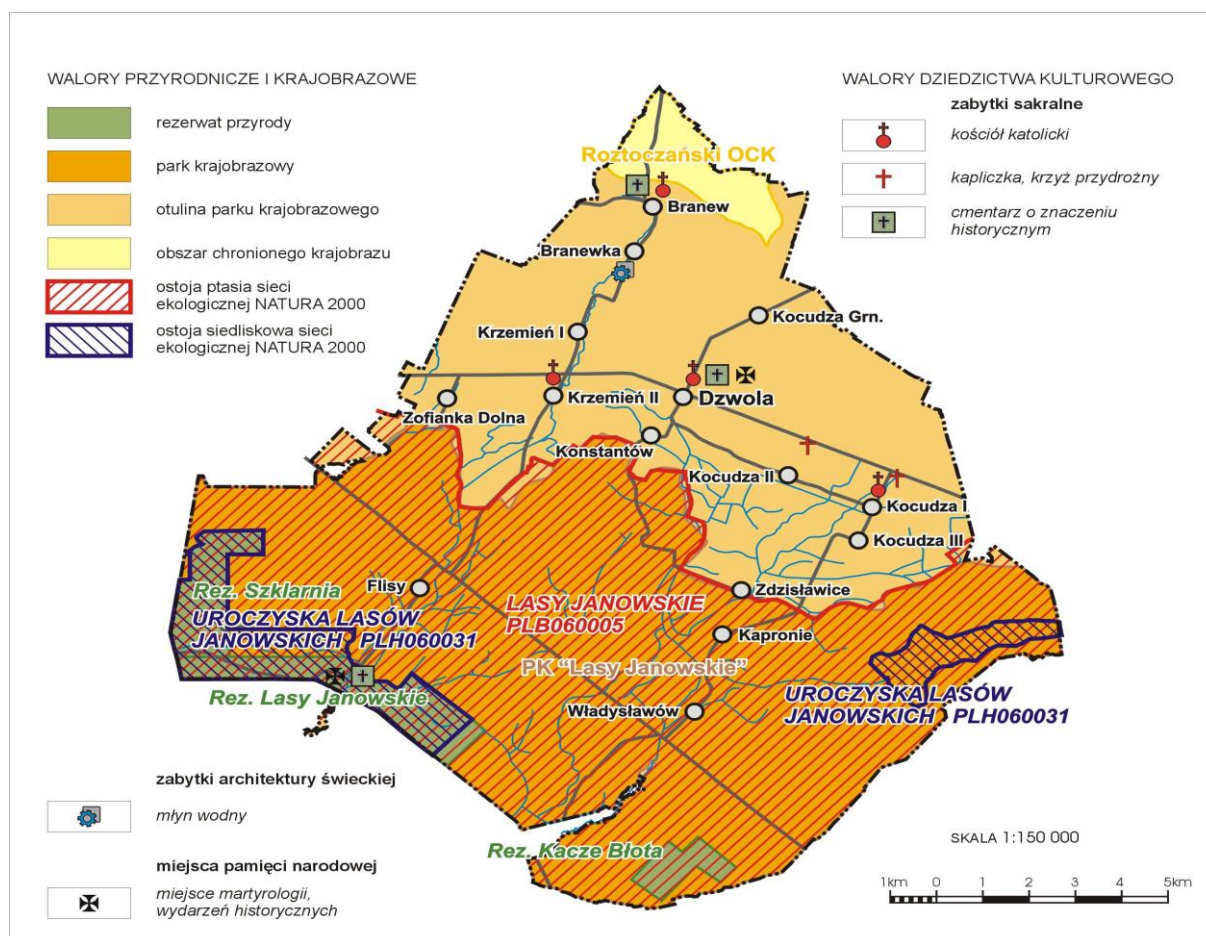 WALORY PRZYRODNICZE I KRAJOBRAZOWE
rezerwat przyrody
park krajobrazowy
otulina parku krajobrazowego
obszar chronionego krajobrazu
ostoja ptasia sieci
ekologicznej NATURA 2000
ostoja siedliskowa sieci
ekologicznej NATURA 2000
WALORY DZIEDZICTWA KULTUROWEGO
zabytki sakralne
kościół katolicki
kapliczka, krzyż przydrożny
cmentarz o znaczeniu
historycznym
Roztoczański OCK
Branew
Branewka
Kocudza Grn.
Krzemień I
Krzemień II
Dzwola
Zofianka Dolna
Konstantów
Kocudza II
Kocudza I
Kocudza III
Rez. Szklarnia
Flisy
UROCZYSKA LASÓW
JANOWSKICH PLH060031
LASY JANOWSKIE
PLB060005
Zdzisławice
Kapronie
PK "Lasy Janowskie"
Rez. Lasy Janowskie
Władysławów
UROCZYSKA LASÓW
JANOWSKICH PLH060031
Rez. Kacze Błota
zabytki architektury świeckiej
młyn wodny
miejsca pamięci narodowej
miejsce martyrologii,
wydarzeń historycznych
SKALA 1:150 000
1km 0 1 2 3 4 5km